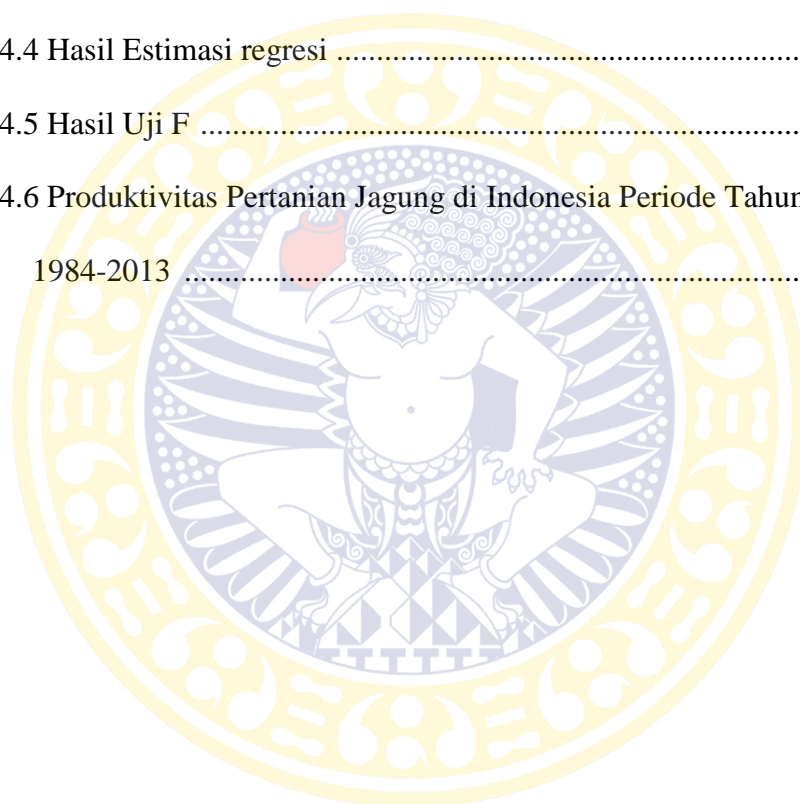 4.4 Hasil Estimasi regresi ..........................................................
4.5 Hasil Uji F ...........................................................................
4.6 Produktivitas Pertanian Jagung di Indonesia Periode Tahun
1984-2013 .............................................................................